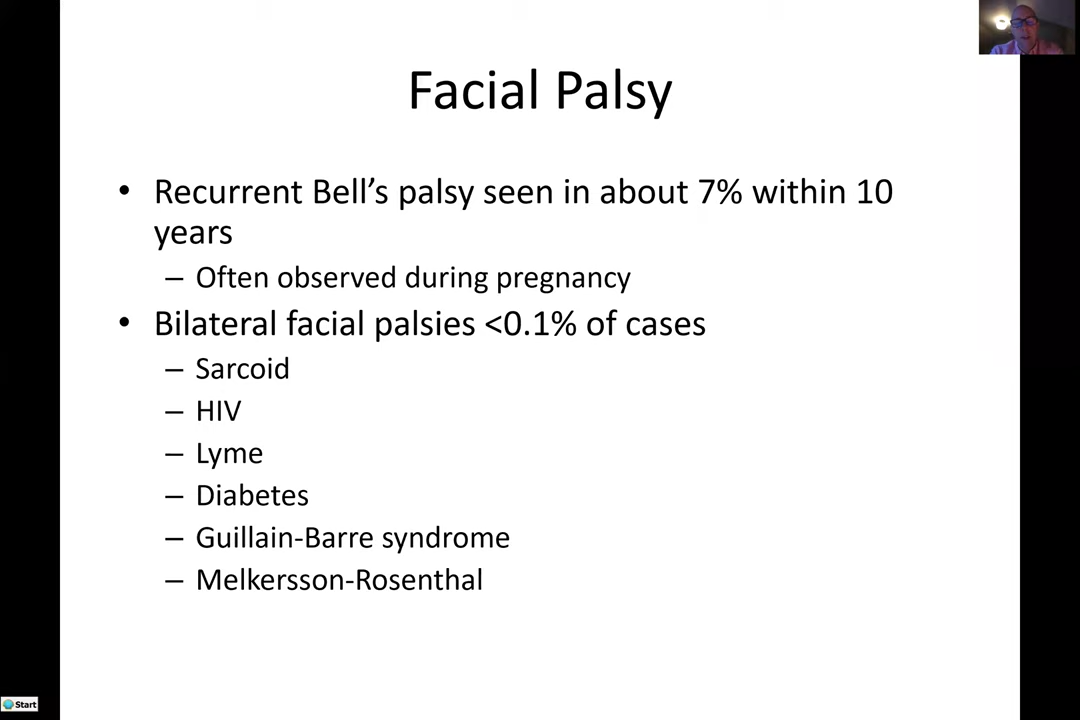 Facial Palsy
• Recurrent Bell’s palsy seen in about 7% within 10
years
– Often observed during pregnancy
• Bilateral facial palsies <0.1% of cases
– Sarcoid
– HIV
– Lyme
– Diabetes
– Guillain-Barre syndrome
– Melkersson-Rosenthal
Start